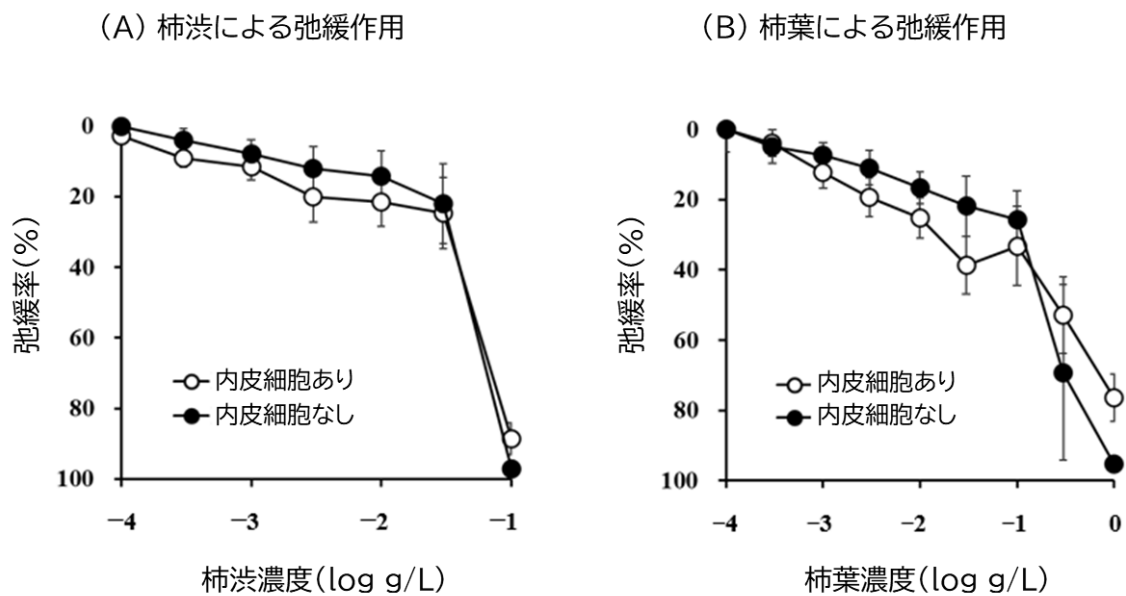 (A) 柿渋による弛緩作用
0
20
40
60
80
100
弛緩率(%)
内皮細胞あり
内皮細胞なし
−4
−3
−2
−1
柿渋濃度(log g/L)
(B) 柿葉による弛緩作用
0
20
40
60
80
100
弛緩率(%)
内皮細胞あり
内皮細胞なし
−4
−3
−2
−1
0
柿葉濃度(log g/L)